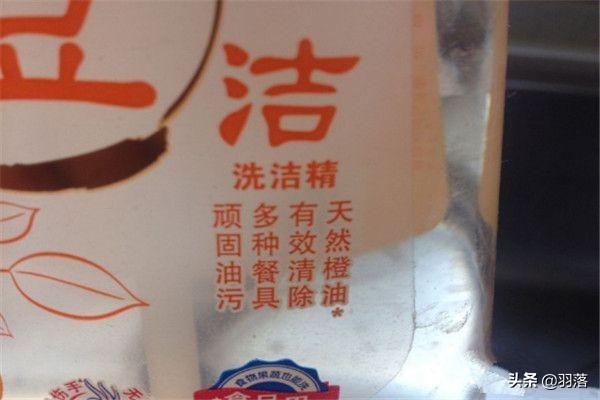 洁
洗洁精
天然橙油*
有效清除
多种餐具
顽固油污
头条 @羽落